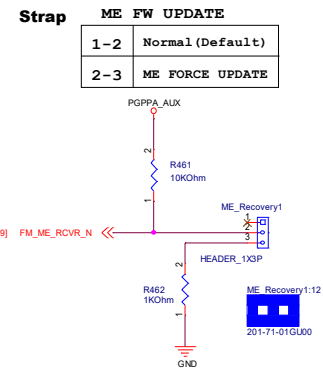 Strap ME FW UPDATE
1-2 Normal(Default)
2-3 ME FORCE UPDATE
PGPPA_AUX
2
R461
10KOhm
1
ME_Recovery1
1
2
3
9] FM_ME_RCVR_N
HEADER_1X3P
2
R462
1KOhm
1
ME_Recovery1:12
201-71-01GU00
GND